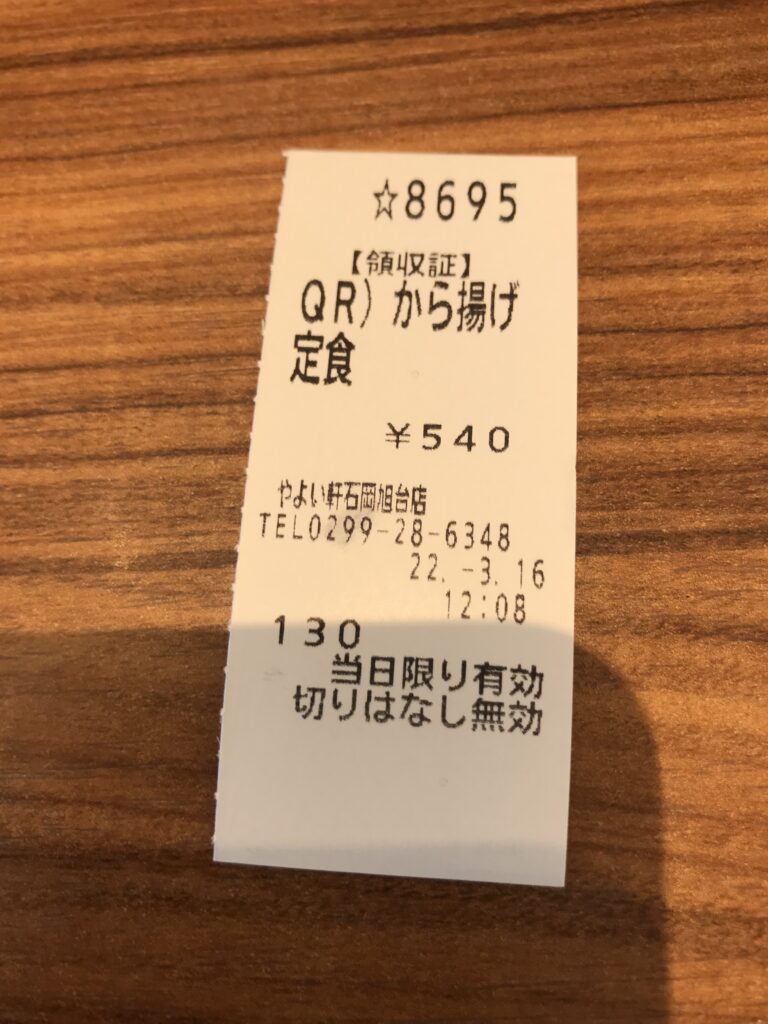 ☆8695
【領収証】
QR）から揚げ
定食
¥540
やよい軒石岡旭台店
TEL0299-28-6348
22.-3.16
12:08
130
当日限り有効
切りはなし無効